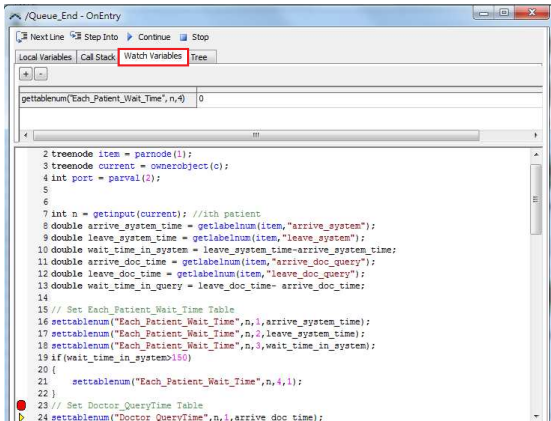 /Queue_End - OnEntry
Next Line Step Into Continue Stop
Local Variables Call Stack Watch Variables Tree
+ -
gettablenum("Each_Patient_Wait_Time", n,4) 0
2 treenode item = parnode(1);
3 treenode current = ownerobject(c);
4 int port = parval(2);
5
6
7 int n = getinput(current); //ith patient
8 double arrive_system_time = getlabelnum(item,"arrive_system");
9 double leave_system_time = getlabelnum(item,"leave_system");
10 double wait_time_in_system = leave_system_time-arrive_system_time;
11 double arrive_doc_time = getlabelnum(item,"arrive_doc_query");
12 double leave_doc_time = getlabelnum(item,"leave_doc_query");
13 double wait_time_in_query = leave_doc_time- arrive_doc_time;
14
15 // Set Each_Patient_Wait_Time Table
16 settablenum("Each_Patient_Wait_Time",n,1,arrive_system_time);
17 settablenum("Each_Patient_Wait_Time",n,2,leave_system_time);
18 settablenum("Each_Patient_Wait_Time",n,3,wait_time_in_system);
19 if(wait_time_in_system>150)
20 {
21 settablenum("Each_Patient_Wait_Time",n,4,1);
22 }
23 // Set Doctor_QueryTime Table
24 settablenum("Doctor_QueryTime",n,1,arrive_doc_time);